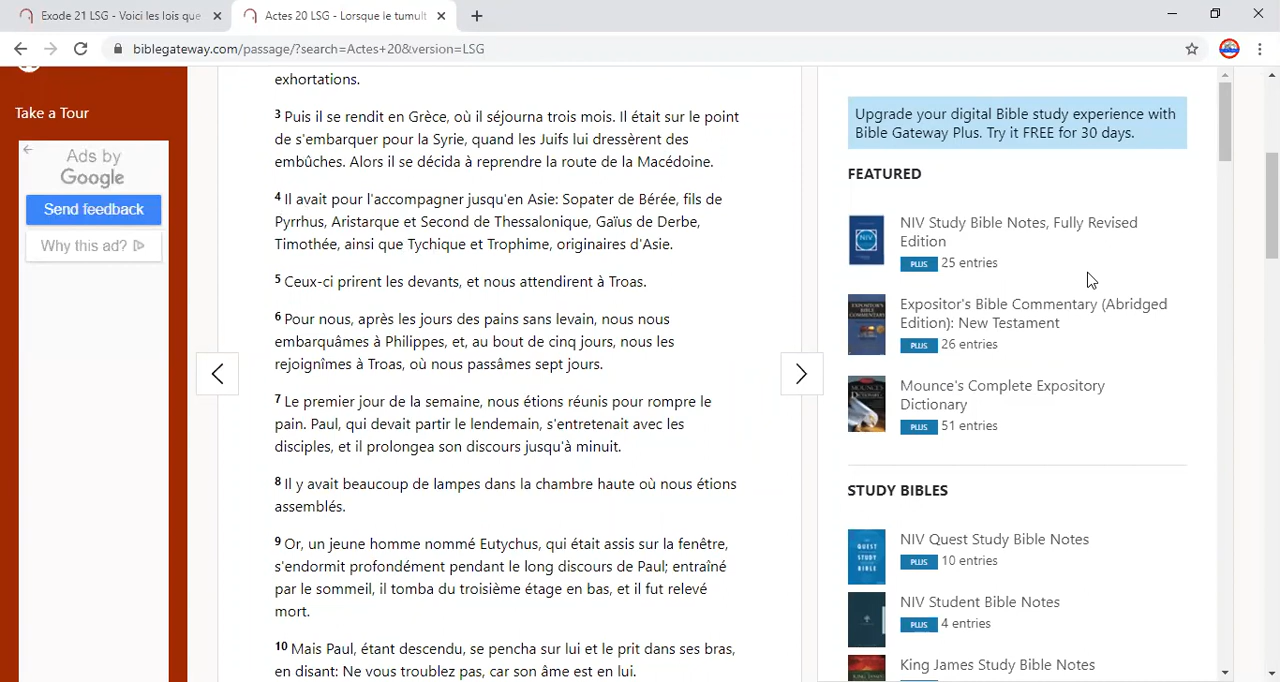 Exode 21 LSG - Voici les lois que
Actes 20 LSG - Lorsque le tumult
biblegateway.com/passage/?search=Actes+20&version=LSG
Take a Tour
Ads by
Google
Send feedback
Why this ad?
exhortations.
3 Puis il se rendit en Grèce, où il séjourna trois mois. Il était sur le point
de s'embarquer pour la Syrie, quand les Juifs lui dressèrent des
embûches. Alors il se décida à reprendre la route de la Macédoine.
4 Il avait pour l'accompagner jusqu'en Asie: Sopater de Bérée, fils de
Pyrrhus, Aristarque et Second de Thessalonique, Gaïus de Derbe,
Timothée, ainsi que Tychique et Trophime, originaires d'Asie.
5 Ceux-ci prirent les devants, et nous attendirent à Troas.
6 Pour nous, après les jours des pains sans levain, nous nous
embarquâmes à Philippes, et, au bout de cinq jours, nous les
rejoignîmes à Troas, où nous passâmes sept jours.
7 Le premier jour de la semaine, nous étions réunis pour rompre le
pain. Paul, qui devait partir le lendemain, s'entretenait avec les
disciples, et il prolongea son discours jusqu'à minuit.
8 Il y avait beaucoup de lampes dans la chambre haute où nous étions
assemblés.
9 Or, un jeune homme nommé Eutychus, qui était assis sur la fenêtre,
s'endormit profondément pendant le long discours de Paul; entraîné
par le sommeil, il tomba du troisième étage en bas, et il fut relevé
mort.
10 Mais Paul, étant descendu, se pencha sur lui et le prit dans ses bras,
en disant: Ne vous troublez pas, car son âme est en lui.
Upgrade your digital Bible study experience with
Bible Gateway Plus. Try it FREE for 30 days.
FEATURED
NIV
NIV Study Bible Notes, Fully Revised
Edition
PLUS 25 entries
EXPOSITOR'S
BIBLE
COMMENTARY
Expositor's Bible Commentary (Abridged
Edition): New Testament
PLUS 26 entries
MOUNCE'S
Mounce's Complete Expository
Dictionary
PLUS 51 entries
STUDY BIBLES
QUEST
STUDY
BIBLE
NIV Quest Study Bible Notes
PLUS 10 entries
NIV Student Bible Notes
PLUS 4 entries
King James Study Bible Notes